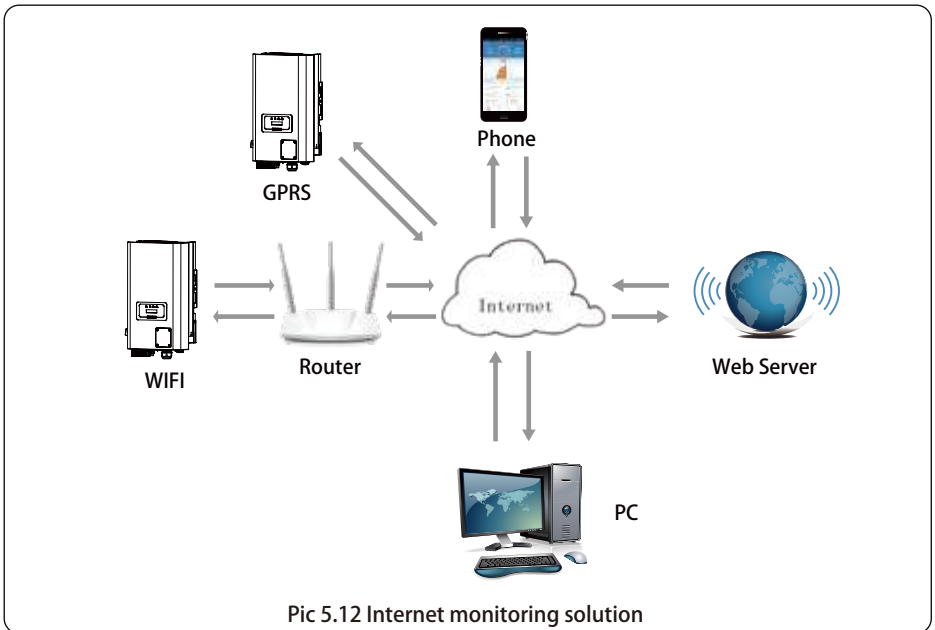 Phone
GPRS
Internet
WIFI
Router
Web Server
PC
Pic 5.12 Internet monitoring solution